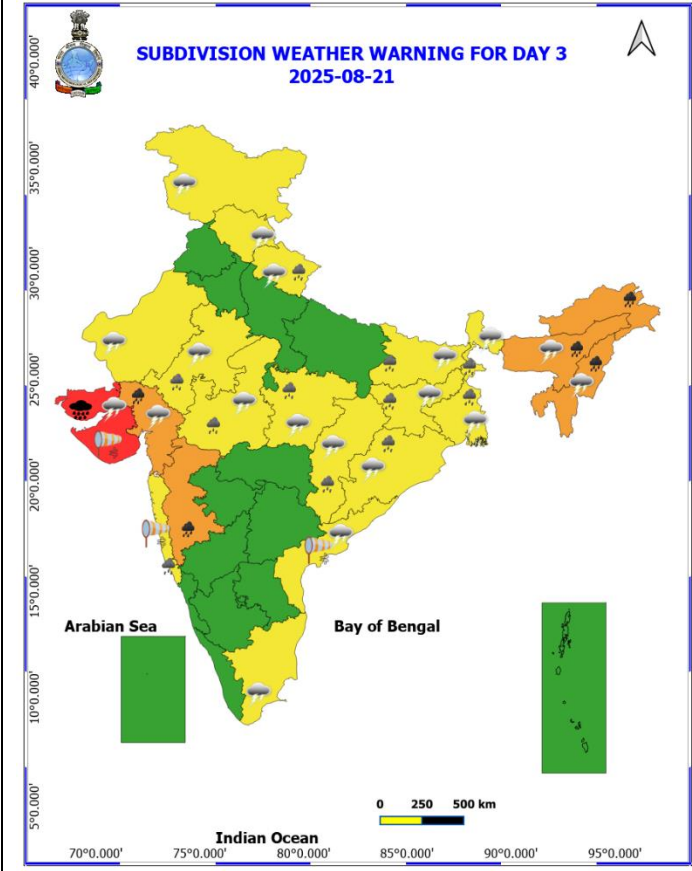 SUBDIVISION WEATHER WARNING FOR DAY 3
2025-08-21
40°0.000'
35°0.000'
30°0.000'
25°0.000'
20°0.000'
15°0.000'
10°0.000'
5°0.000'
Arabian Sea
Bay of Bengal
0 250 500 km
Indian Ocean
70°0.000' 75°0.000' 80°0.000' 85°0.000' 90°0.000' 95°0.000'